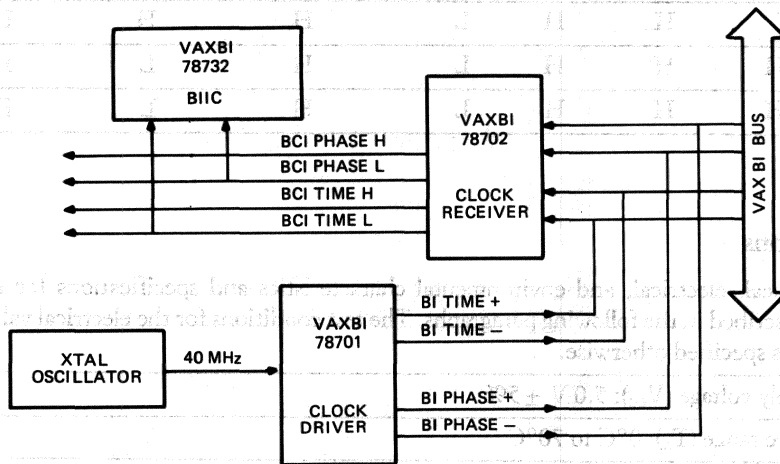 VAXBI
78732
BIIC
VAXBI
78702
CLOCK
RECEIVER
VAX BI BUS
BCI PHASE H
BCI PHASE L
BCI TIME H
BCI TIME L
BI TIME +
BI TIME −
VAXBI
78701
CLOCK
DRIVER
XTAL
OSCILLATOR
40 MHz
BI PHASE +
BI PHASE −